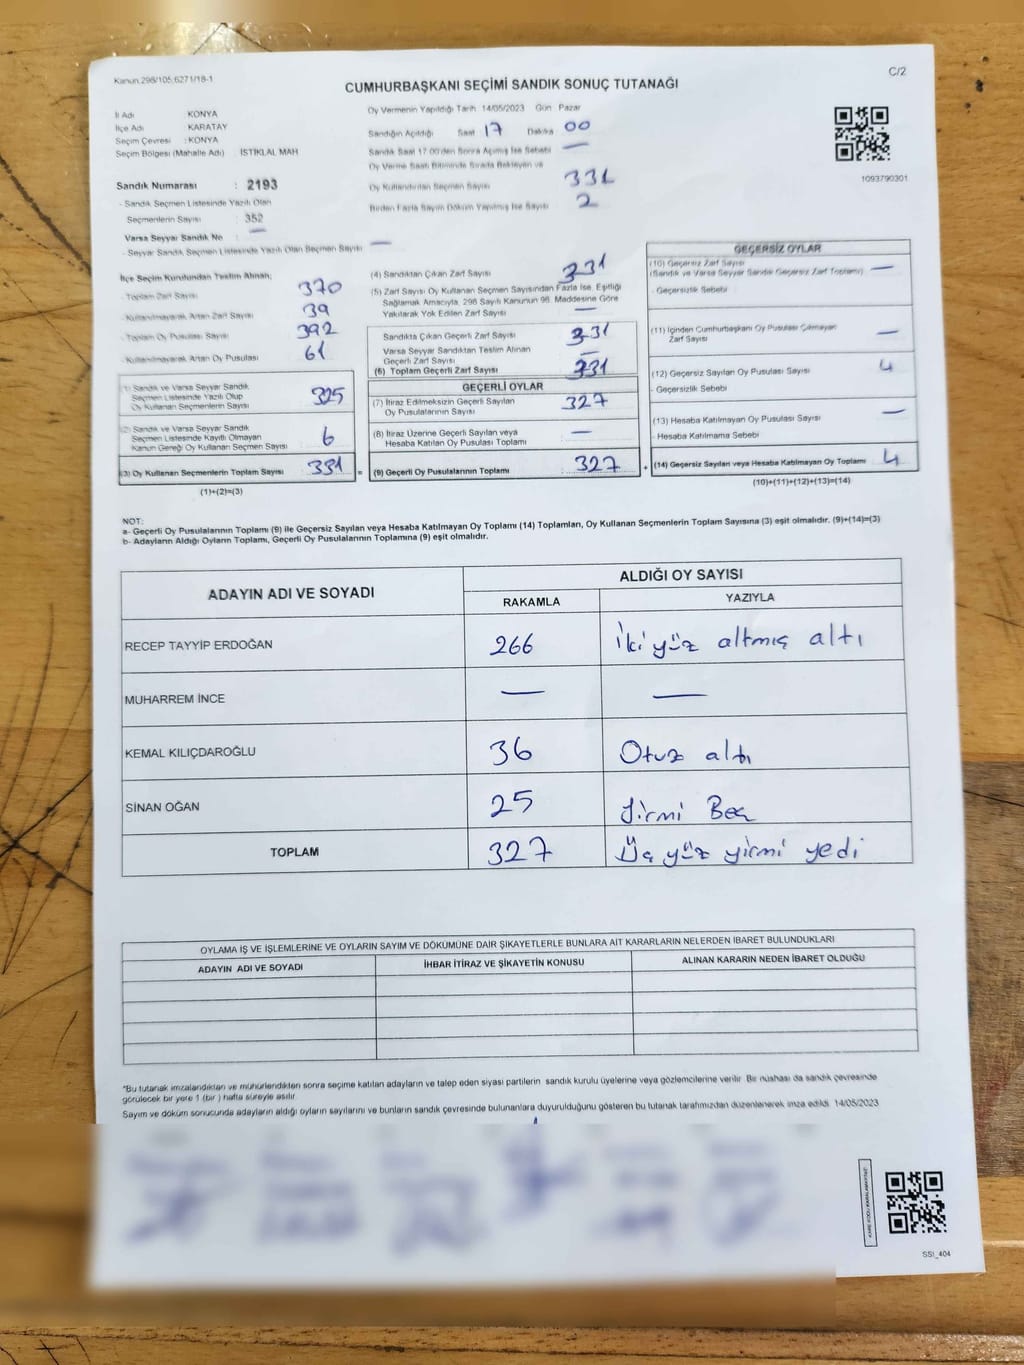 Kanun 298/105;6271/18-1
C/2
CUMHURBAŞKANI SEÇİMİ SANDIK SONUÇ TUTANAĞI
İl Adı KONYA
İlçe Adı KARATAY
Seçim Çevresi : KONYA
Seçim Bölgesi (Mahalle Adı) : İSTİKLAL MAH
Sandık Numarası : 2193
- Sandık Seçmen Listesinde Yazılı Olan
Seçmenlerin Sayısı : 352
Varsa Seyyar Sandık No : —
- Seyyar Sandık Seçmen Listesinde Yazılı Olan Seçmen Sayısı —
Oy Vermenin Yapıldığı Tarih 14/05/2023 Gün Pazar
Sandığın Açıldığı Saat 17 Dakika 00
Sandık Saat 17.00'den Sonra Açılmış İse Sebebi —
Oy Verme Saati Bitiminde Sırada Bekleyen ve
Oy Kullandırılan Seçmen Sayısı 331
Birden Fazla Sayım Döküm Yapılmış İse Sayısı 2
1093790301
İlçe Seçim Kurulundan Teslim Alınan;
- Toplam Zarf Sayısı 370
- Kullanılmayarak Artan Zarf Sayısı 39
- Toplam Oy Pusulası Sayısı 392
- Kullanılmayarak Artan Oy Pusulası 61
(1) Sandık ve Varsa Seyyar Sandık
Seçmen Listesinde Yazılı Olup
Oy Kullanan Seçmenlerin Sayısı 325
(2) Sandık ve Varsa Seyyar Sandık
Seçmen Listesinde Kayıtlı Olmayan
Kanun Gereği Oy Kullanan Seçmen Sayısı 6
(3) Oy Kullanan Seçmenlerin Toplam Sayısı 331 =
(1)+(2)=(3)
(4) Sandıktan Çıkan Zarf Sayısı 331
(5) Zarf Sayısı Oy Kullanan Seçmen Sayısından Fazla İse, Eşitliği
Sağlamak Amacıyla, 298 Sayılı Kanunun 98. Maddesine Göre
Yakılarak Yok Edilen Zarf Sayısı —
Sandıkta Çıkan Geçerli Zarf Sayısı 331
Varsa Seyyar Sandıktan Teslim Alınan
Geçerli Zarf Sayısı —
(6) Toplam Geçerli Zarf Sayısı 331
GEÇERLİ OYLAR
(7) İtiraz Edilmeksizin Geçerli Sayılan
Oy Pusulalarının Sayısı 327
(8) İtiraz Üzerine Geçerli Sayılan veya
Hesaba Katılan Oy Pusulası Toplamı —
(9) Geçerli Oy Pusulalarının Toplamı 327 +
GEÇERSİZ OYLAR
(10) Geçersiz Zarf Sayısı
(Sandık ve Varsa Seyyar Sandık Geçersiz Zarf Toplamı) —
- Geçersizlik Sebebi
(11) İçinden Cumhurbaşkanı Oy Pusulası Çıkmayan
Zarf Sayısı —
(12) Geçersiz Sayılan Oy Pusulası Sayısı 4
- Geçersizlik Sebebi
(13) Hesaba Katılmayan Oy Pusulası Sayısı —
- Hesaba Katılmama Sebebi
(14) Geçersiz Sayılan veya Hesaba Katılmayan Oy Toplamı 4
(10)+(11)+(12)+(13)=(14)
NOT:
a- Geçerli Oy Pusulalarının Toplamı (9) ile Geçersiz Sayılan veya Hesaba Katılmayan Oy Toplamı (14) Toplamları, Oy Kullanan Seçmenlerin Toplam Sayısına (3) eşit olmalıdır. (9)+(14)=(3)
b- Adayların Aldığı Oyların Toplamı, Geçerli Oy Pusulalarının Toplamına (9) eşit olmalıdır.
ADAYIN ADI VE SOYADI
ALDIĞI OY SAYISI
RAKAMLA YAZIYLA
RECEP TAYYİP ERDOĞAN 266 İki yüz altmış altı
MUHARREM İNCE — —
KEMAL KILIÇDAROĞLU 36 Otuz altı
SİNAN OĞAN 25 Yirmi Beş
TOPLAM 327 Üç yüz yirmi yedi
OYLAMA İŞ VE İŞLEMLERİNE VE OYLARIN SAYIM VE DÖKÜMÜNE DAİR ŞİKAYETLERLE BUNLARA AİT KARARLARIN NELERDEN İBARET BULUNDUKLARI
ADAYIN ADI VE SOYADI İHBAR İTİRAZ VE ŞİKAYETİN KONUSU ALINAN KARARIN NEDEN İBARET OLDUĞU
*Bu tutanak imzalandıktan ve mühürlendikten sonra seçime katılan adayların ve talep eden siyasi partilerin sandık kurulu üyelerine veya gözlemcilerine verilir. Bir nüshası da sandık çevresinde
görülecek bir yere 1 (bir) hafta süreyle asılır.
Sayım ve döküm sonucunda adayların aldığı oyların sayılarını ve bunların sandık çevresinde bulunanlara duyurulduğunu gösteren bu tutanak tarafımızdan düzenlenerek imza edildi. 14/05/2023
SSI_404